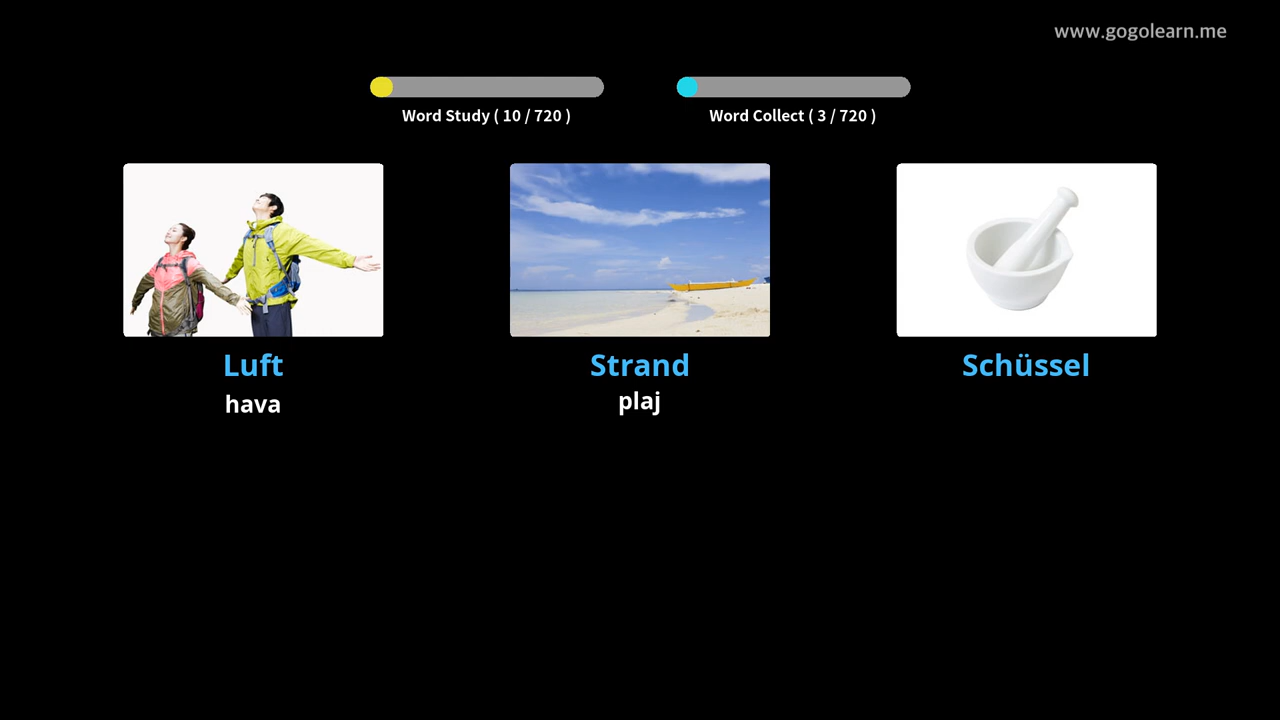 www.gogolearn.me
Word Study ( 10 / 720 )
Word Collect ( 3 / 720 )
Luft
hava
Strand
plaj
Schüssel